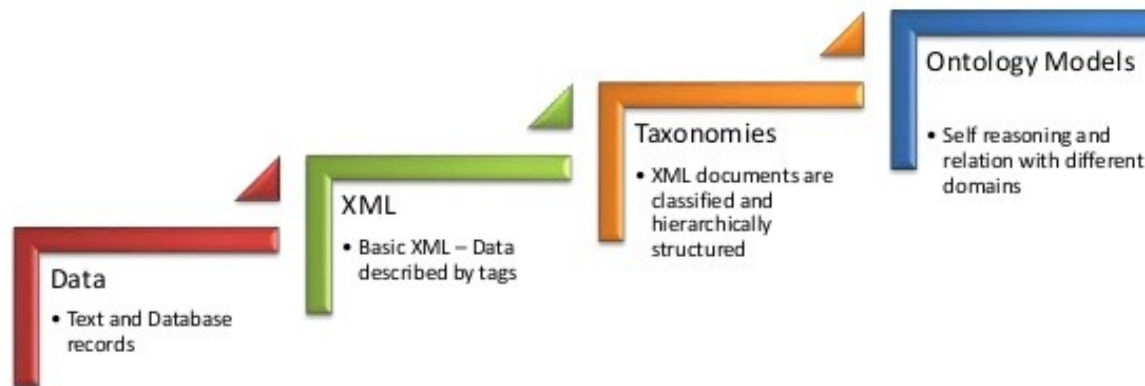 Data
• Text and Database
records
XML
• Basic XML – Data
described by tags
Taxonomies
• XML documents are
classified and
hierarchically
structured
Ontology Models
• Self reasoning and
relation with different
domains